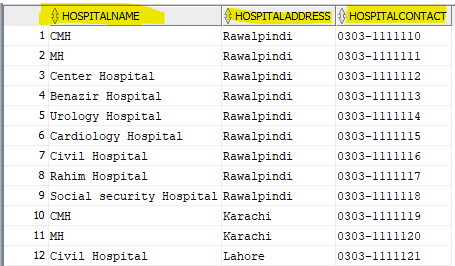 HOSPITALNAME HOSPITALADDRESS HOSPITALCONTACT
1 CMH Rawalpindi 0303-1111110
2 MH Rawalpindi 0303-1111111
3 Center Hospital Rawalpindi 0303-1111112
4 Benazir Hospital Rawalpindi 0303-1111113
5 Urology Hospital Rawalpindi 0303-1111114
6 Cardiology Hospital Rawalpindi 0303-1111115
7 Civil Hospital Rawalpindi 0303-1111116
8 Rahim Hospital Rawalpindi 0303-1111117
9 Social security Hospital Rawalpindi 0303-1111118
10 CMH Karachi 0303-1111119
11 MH Karachi 0303-1111120
12 Civil Hospital Lahore 0303-1111121